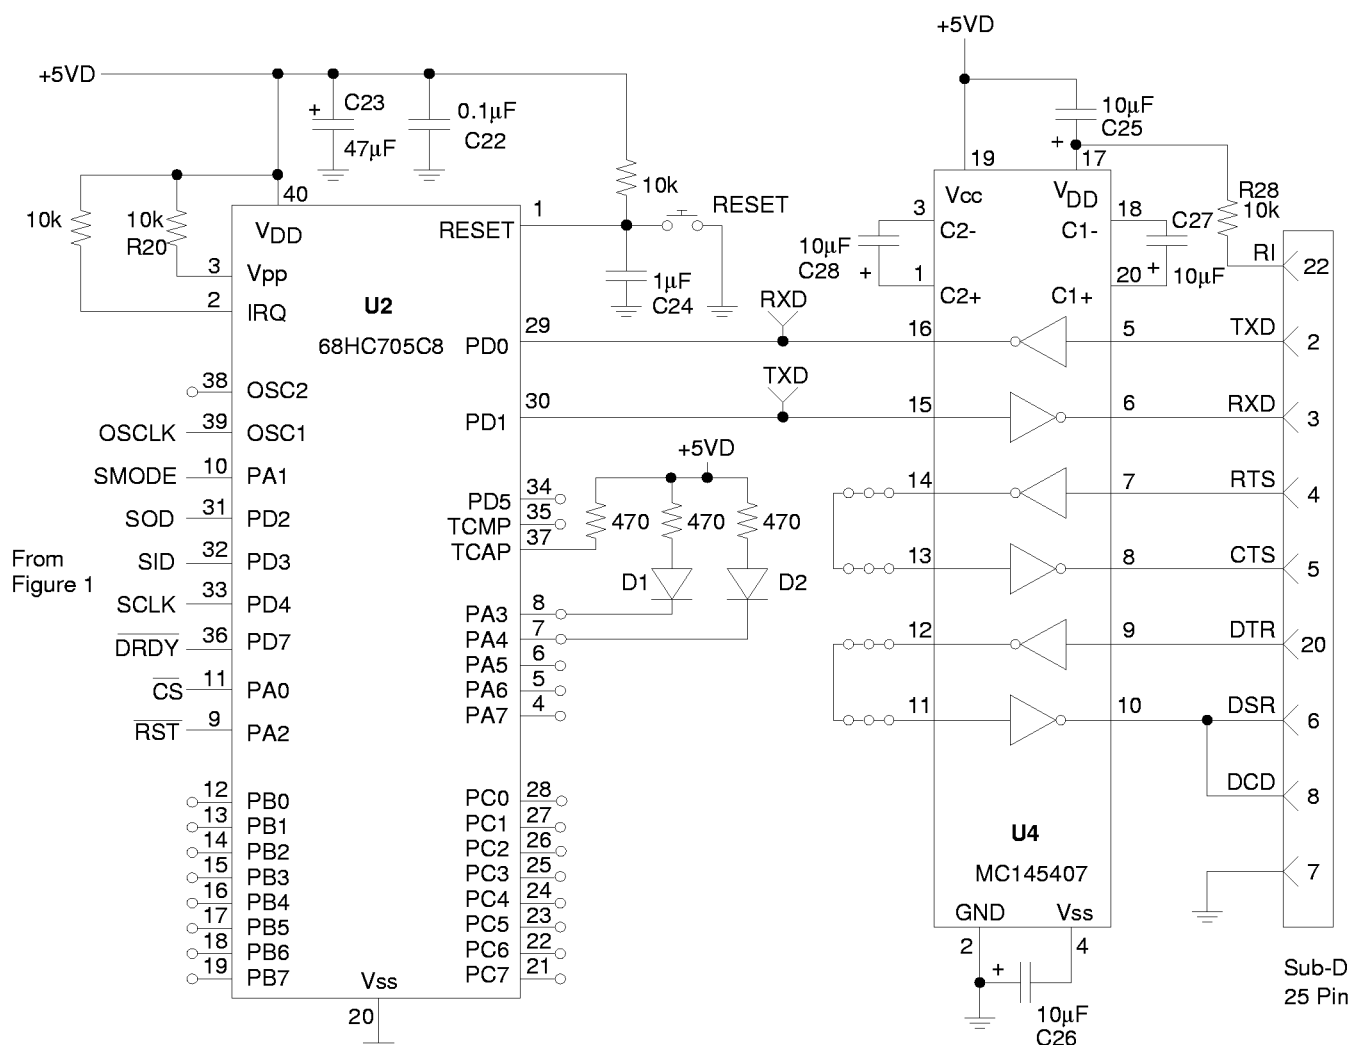 +5VD
+
C23
47µF
0.1µF
C22
10k
10k
R20
10k
40
VDD
1
RESET
RESET
3
Vpp
2
IRQ
1µF
C24
U2
68HC705C8
29
PD0
RXD
30
PD1
TXD
38
OSC2
OSCLK
39
OSC1
SMODE
10
PA1
SOD
31
PD2
SID
32
PD3
SCLK
33
PD4
DRDY
36
PD7
CS
11
PA0
RST
9
PA2
From
Figure 1
+5VD
34
PD5
35
TCMP
37
TCAP
470
470
470
D1
D2
8
PA3
7
PA4
6
PA5
5
PA6
4
PA7
12
PB0
13
PB1
14
PB2
15
PB3
16
PB4
17
PB5
18
PB6
19
PB7
28
PC0
27
PC1
26
PC2
25
PC3
24
PC4
23
PC5
22
PC6
21
PC7
Vss
20
+5VD
10µF
C25
+
19
17
Vcc
VDD
3
C2-
10µF
C28
+
1
C2+
18
C1-
C27
20
+
10µF
C1+
R28
10k
RI
22
16
5
TXD
2
15
6
RXD
3
14
7
RTS
4
13
8
CTS
5
12
9
DTR
20
11
10
DSR
6
DCD
8
7
U4
MC145407
GND
Vss
2
4
+
10µF
C26
Sub-D
25 Pin